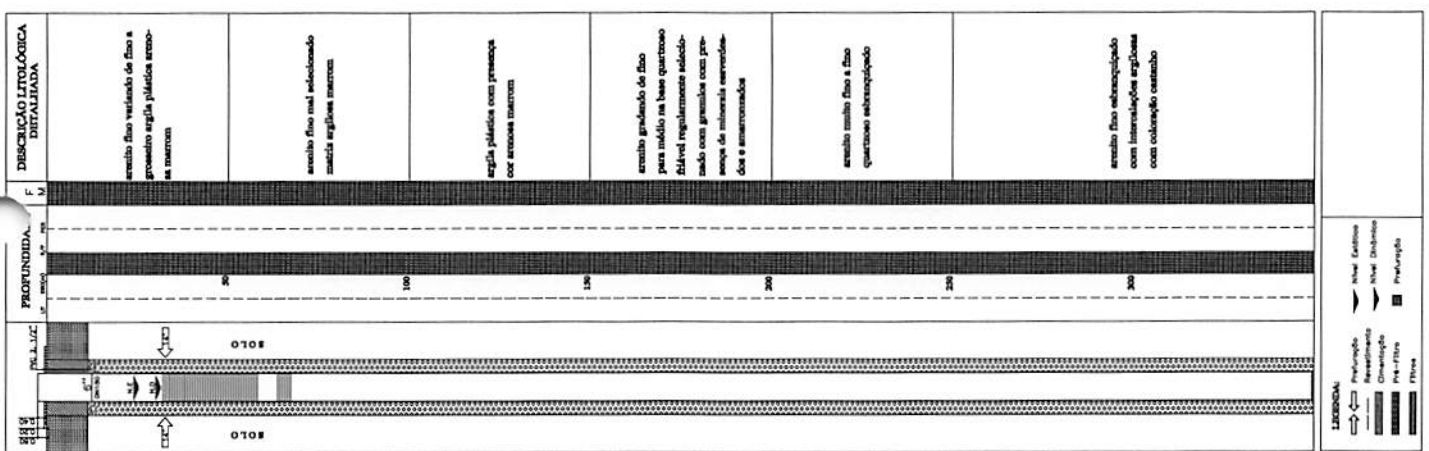 DESCRIÇÃO LITOLÓGICA
DETALHADA
F
M
arenito fino variando de fino a
grosseiro argila plástica areno-
sa marrom
arenito fino mal selecionado
matriz argilosa marrom
argila plástica com presença
cor arenosa marrom
arenito gradando de fino
para médio na base quartzoso
friável regularmente selecio-
nado com granulos com pre-
sença de minerais esverdea-
dos e amarronzados
arenito muito fino a fino
quartzoso esbranquiçado
arenito fino esbranquiçado
com intercalações argilosas
com coloração castanho
PROFUNDIDA
50
100
150
200
250
300
N.E
N.D
14"
14"
SOLO
SOLO
LEGENDA:
Perfuração
Revestimento
Cimentação
Pré-Filtro
Filtros
Nível Estático
Nível Dinâmico
Perfuração